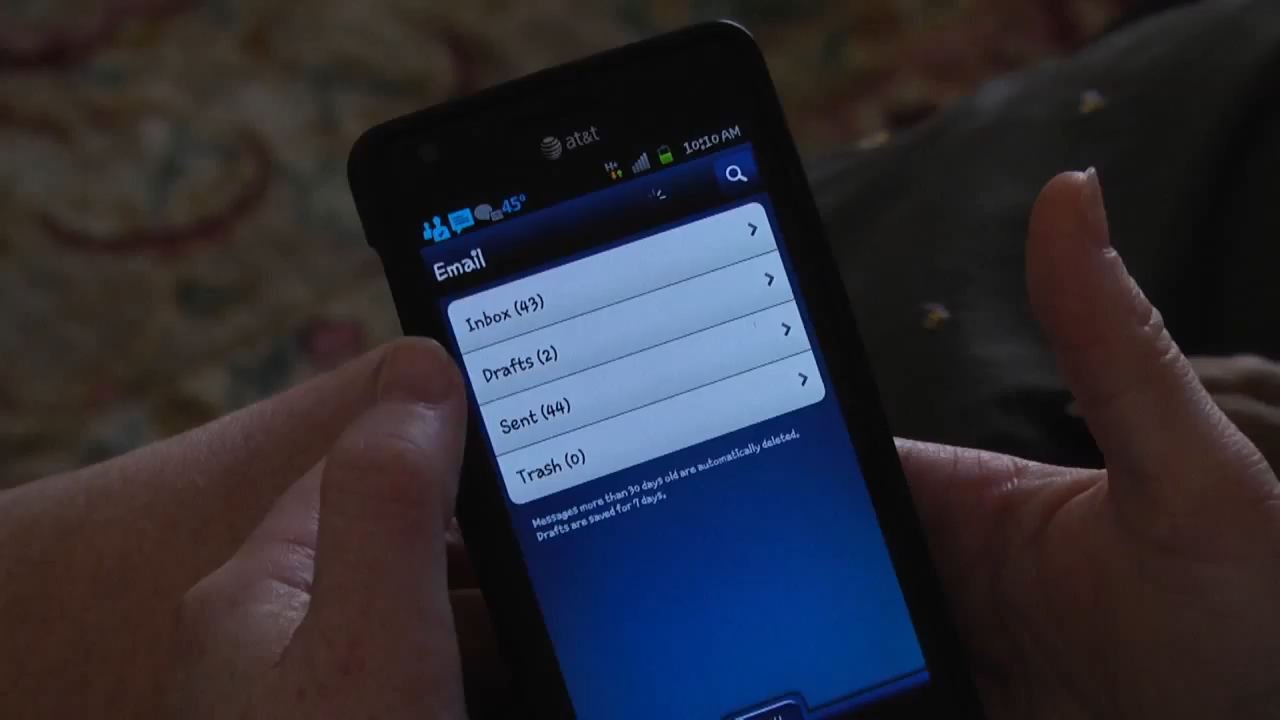 at&t
H+
10:10 AM
45°
Email
Inbox (43)
Drafts (2)
Sent (44)
Trash (0)
Messages more than 30 days old are automatically deleted.
Drafts are saved for 7 days.